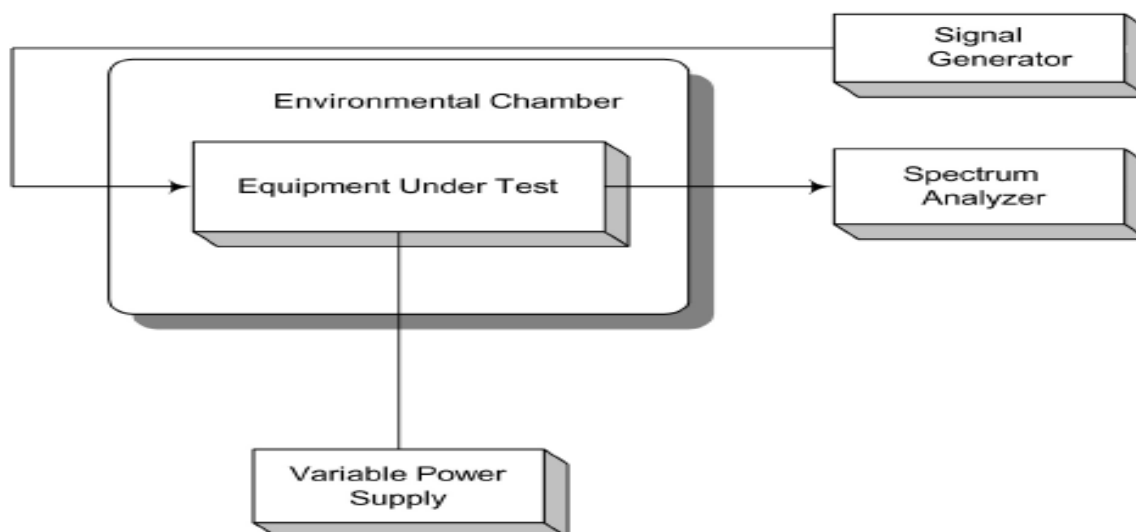 Signal
Generator
Environmental Chamber
Equipment Under Test
Spectrum
Analyzer
Variable Power
Supply